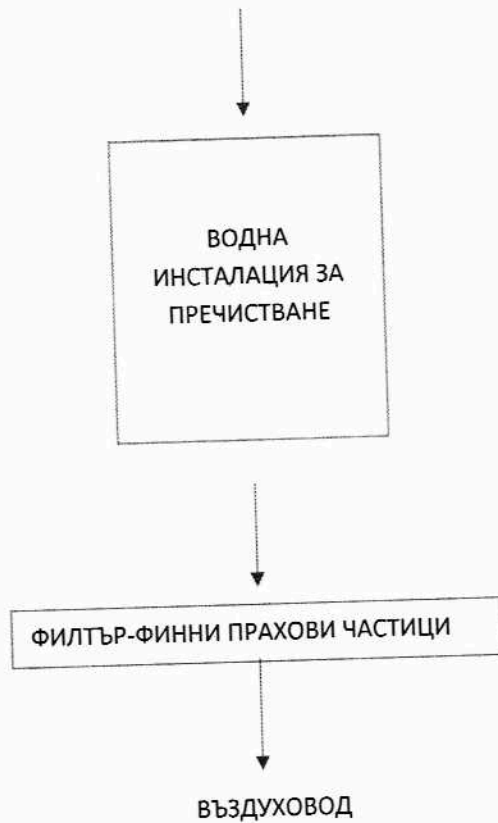 ВОДНА
ИНСТАЛАЦИЯ ЗА
ПРЕЧИСТВАНЕ
ФИЛТЪР-ФИННИ ПРАХОВИ ЧАСТИЦИ
ВЪЗДУХОВОД